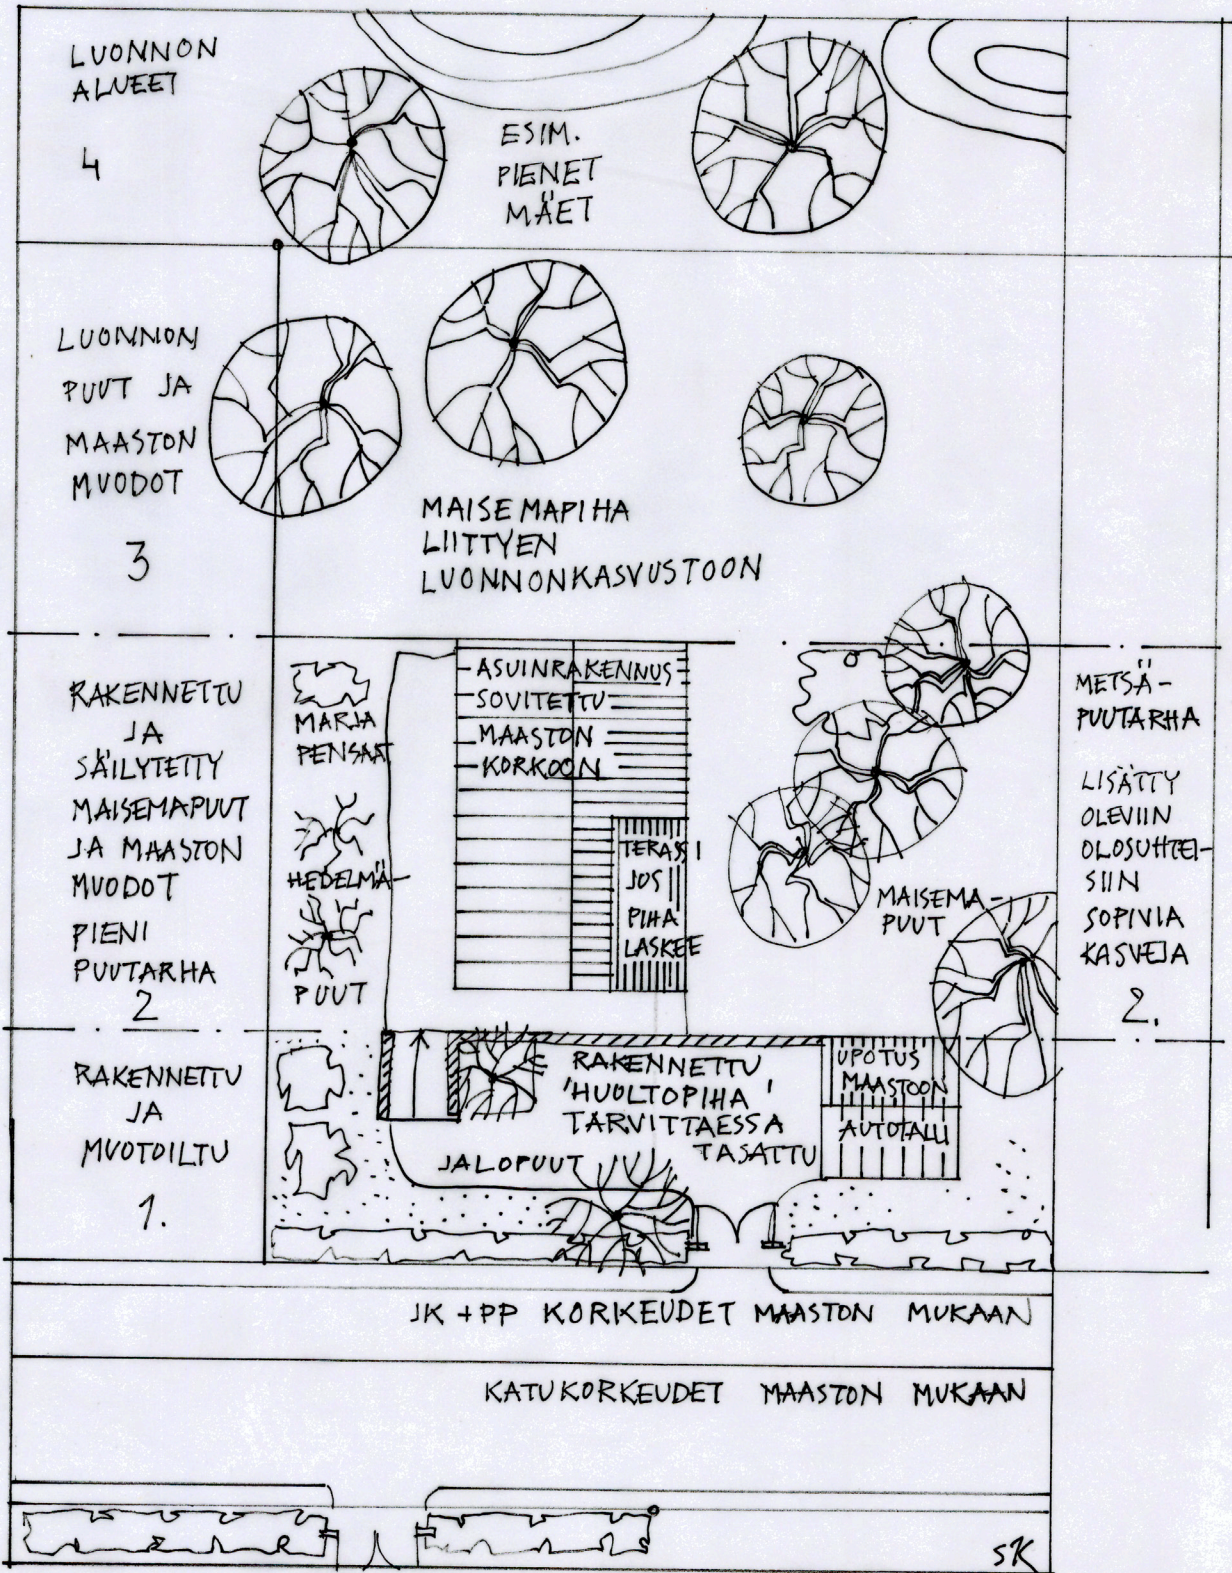 LUONNON
ALUEET
4
ESIM.
PIENET
MÄET
LUONNON
PUUT JA
MAASTON
MUODOT
3
MAISEMAPIHA
LIITTYEN
LUONNONKASVUSTOON
RAKENNETTU
JA
SÄILYTETTY
MAISEMAPUUT
JA MAASTON
MUODOT
PIENI
PUUTARHA
2
MARJA
PENSAAT
HEDELMÄ-
PUUT
ASUINRAKENNUS
SOVITETTU
MAASTON
KORKOON
TERASSI
JOS
PIHA
LASKEE
MAISEMA-
PUUT
METSÄ-
PUUTARHA
LISÄTTY
OLEVIIN
OLOSUHTEI-
SIIN
SOPIVIA
KASVEJA
2.
RAKENNETTU
JA
MUOTOILTU
1.
RAKENNETTU
'HUOLTOPIHA'
TARVITTAESSA
TASATTU
JALOPUUT
UPOTUS
MAASTOON
AUTOTALLI
JK +PP KORKEUDET MAASTON MUKAAN
KATUKORKEUDET MAASTON MUKAAN
SK